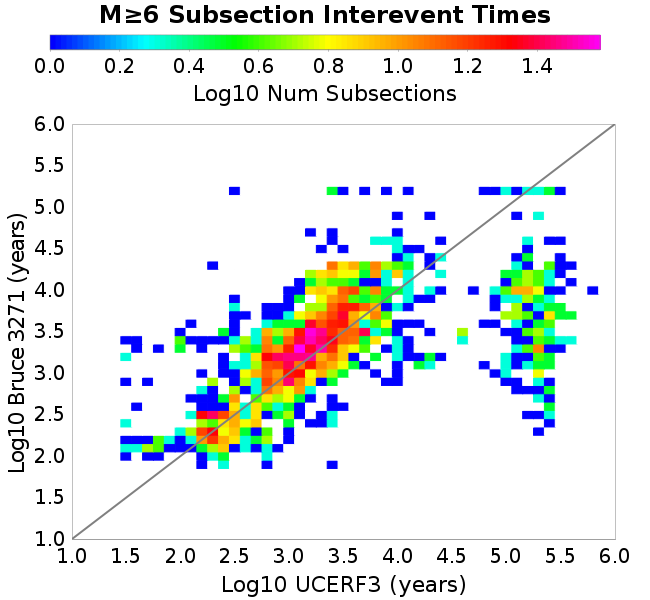 M≥6 Subsection Interevent Times
0.0 0.2 0.4 0.6 0.8 1.0 1.2 1.4
Log10 Num Subsections
6.0
5.5
5.0
4.5
4.0
3.5
3.0
2.5
2.0
1.5
1.0
Log10 Bruce 3271 (years)
1.0 1.5 2.0 2.5 3.0 3.5 4.0 4.5 5.0 5.5 6.0
Log10 UCERF3 (years)